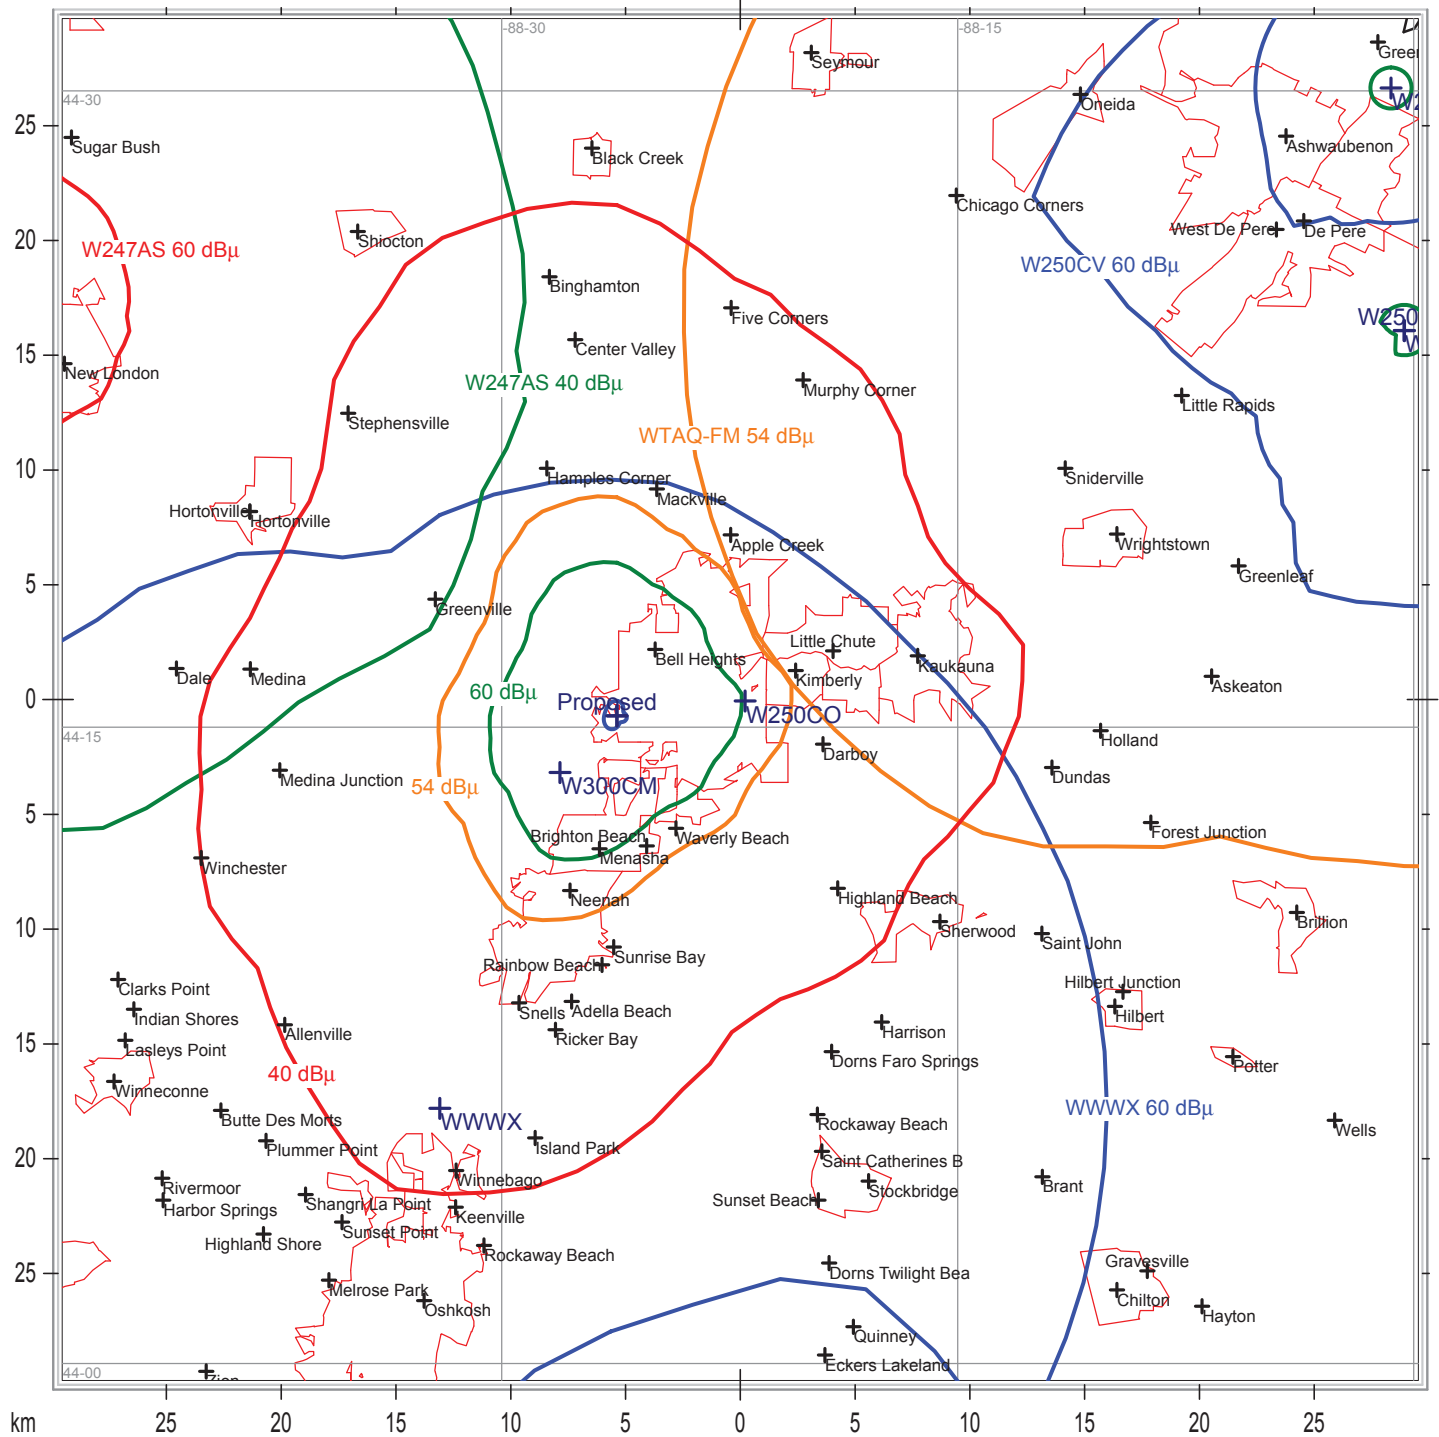 -88-30
-88-15
Seymour
44-30
Oneida
25
Sugar Bush
Black Creek
Ashwaubenon
Chicago Corners
20
Shiocton
West De Pere
De Pere
W247AS 60 dBμ
W250CV 60 dBμ
Binghamton
Five Corners
W250
15
Center Valley
New London
W247AS 40 dBμ
Murphy Corner
Little Rapids
Stephensville
WTAQ-FM 54 dBμ
10
Hamples Corner
Mackville
Sniderville
Hortonville
Hortonville
Apple Creek
Wrightstown
5
Greenleaf
Greenville
Little Chute
Bell Heights
Kaukauna
Dale
Medina
Kimberly
Askeaton
60 dBμ
0
Proposed
W250CO
44-15
Holland
Darboy
Medina Junction
Dundas
54 dBμ
W300CM
5
Forest Junction
Brighton Beach
Waverly Beach
Menasha
Winchester
Neenah
Highland Beach
Brillion
10
Sherwood
Saint John
Sunrise Bay
Rainbow Beach
Hilbert Junction
Clarks Point
Adella Beach
Snells
Hilbert
Indian Shores
Allenville
Harrison
Ricker Bay
15
Lasleys Point
Dorns Faro Springs
Potter
40 dBμ
Winneconne
WWWX 60 dBμ
Butte Des Morts
WWWX
Rockaway Beach
Wells
Plummer Point
Island Park
20
Saint Catherines B
Winnebago
Rivermoor
Stockbridge
Brant
Sunset Beach
Shangri La Point
Harbor Springs
Keenville
Sunset Point
Highland Shore
Rockaway Beach
Gravesville
25
Dorns Twilight Bea
Melrose Park
Chilton
Oshkosh
Hayton
Quinney
Eckers Lakeland
44-00
Zion
km
25
20
15
10
5
0
5
10
15
20
25